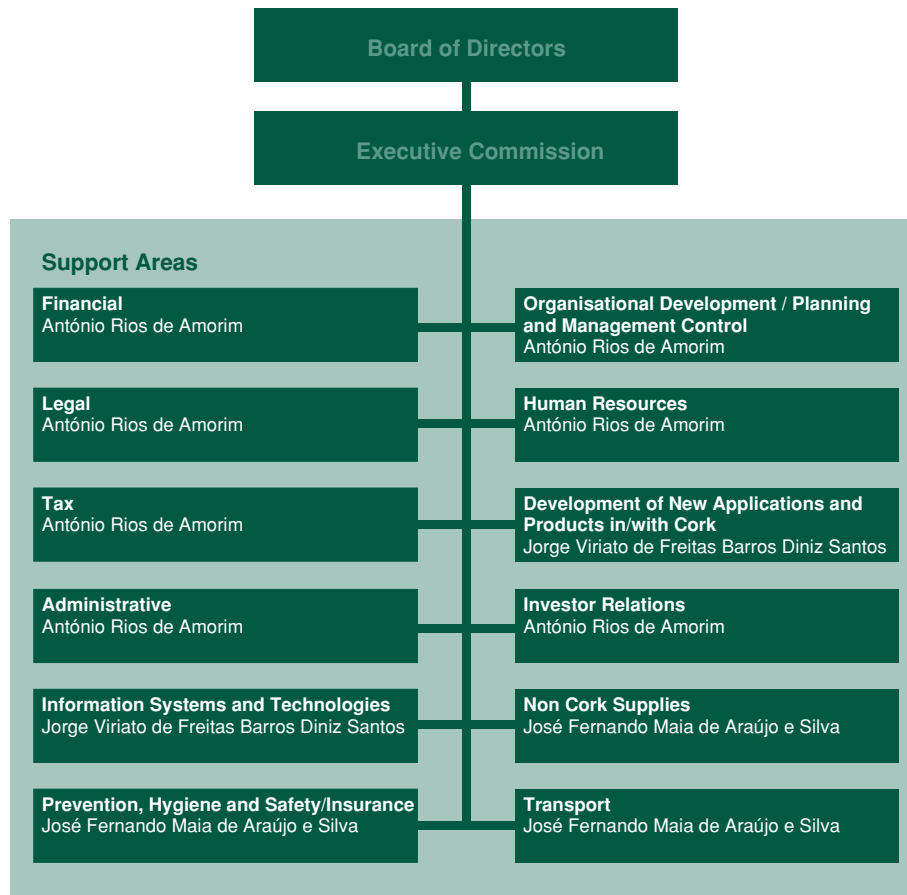 Board of Directors
Executive Commission
Support Areas
Financial
António Rios de Amorim
Organisational Development / Planning
and Management Control
António Rios de Amorim
Legal
António Rios de Amorim
Human Resources
António Rios de Amorim
Tax
António Rios de Amorim
Development of New Applications and
Products in/with Cork
Jorge Viriato de Freitas Barros Diniz Santos
Administrative
António Rios de Amorim
Investor Relations
António Rios de Amorim
Information Systems and Technologies
Jorge Viriato de Freitas Barros Diniz Santos
Non Cork Supplies
José Fernando Maia de Araújo e Silva
Prevention, Hygiene and Safety/Insurance
José Fernando Maia de Araújo e Silva
Transport
José Fernando Maia de Araújo e Silva